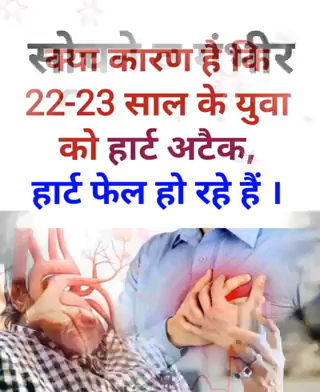 क्या कारण है कि
22-23 साल के युवा
को हार्ट अटैक,
हार्ट फेल हो रहे हैं ।